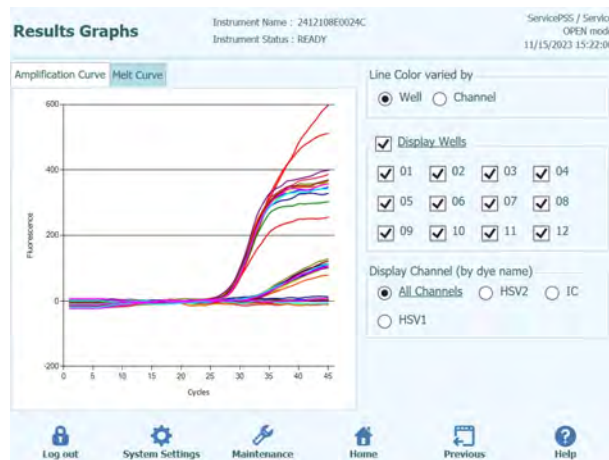 Results Graphs
Instrument Name : 2412108E0024C
Instrument Status : READY
ServicePSS / Servic
OPEN mod
11/15/2023 15:22:0
Amplification Curve Melt Curve
Line Color varied by
Well Channel
Display Wells
01 02 03 04
05 06 07 08
09 10 11 12
Display Channel (by dye name)
All Channels HSV2 IC
HSV1
Fluorescence
600
400
200
0
-200
0 5 10 15 20 25 30 35 40 45
Cycles
Log out System Settings Maintenance Home Previous Help